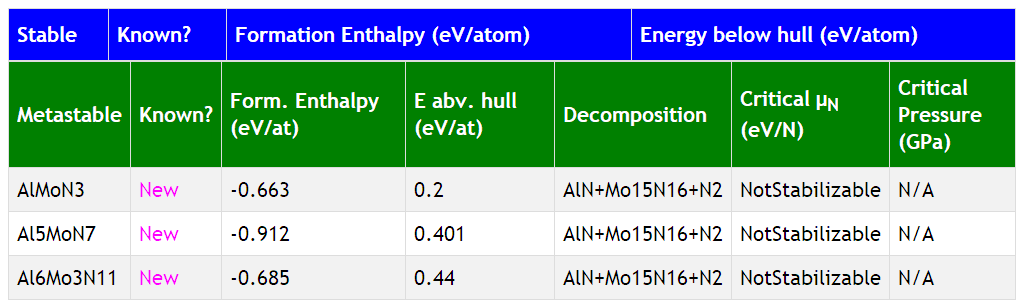 Stable Known? Formation Enthalpy (eV/atom) Energy below hull (eV/atom)
Metastable Known? Form. Enthalpy (eV/at) E abv. hull (eV/at) Decomposition Critical μN (eV/N) Critical Pressure (GPa)
AlMoN3 New -0.663 0.2 AlN+Mo15N16+N2 NotStabilizable N/A
Al5MoN7 New -0.912 0.401 AlN+Mo15N16+N2 NotStabilizable N/A
Al6Mo3N11 New -0.685 0.44 AlN+Mo15N16+N2 NotStabilizable N/A